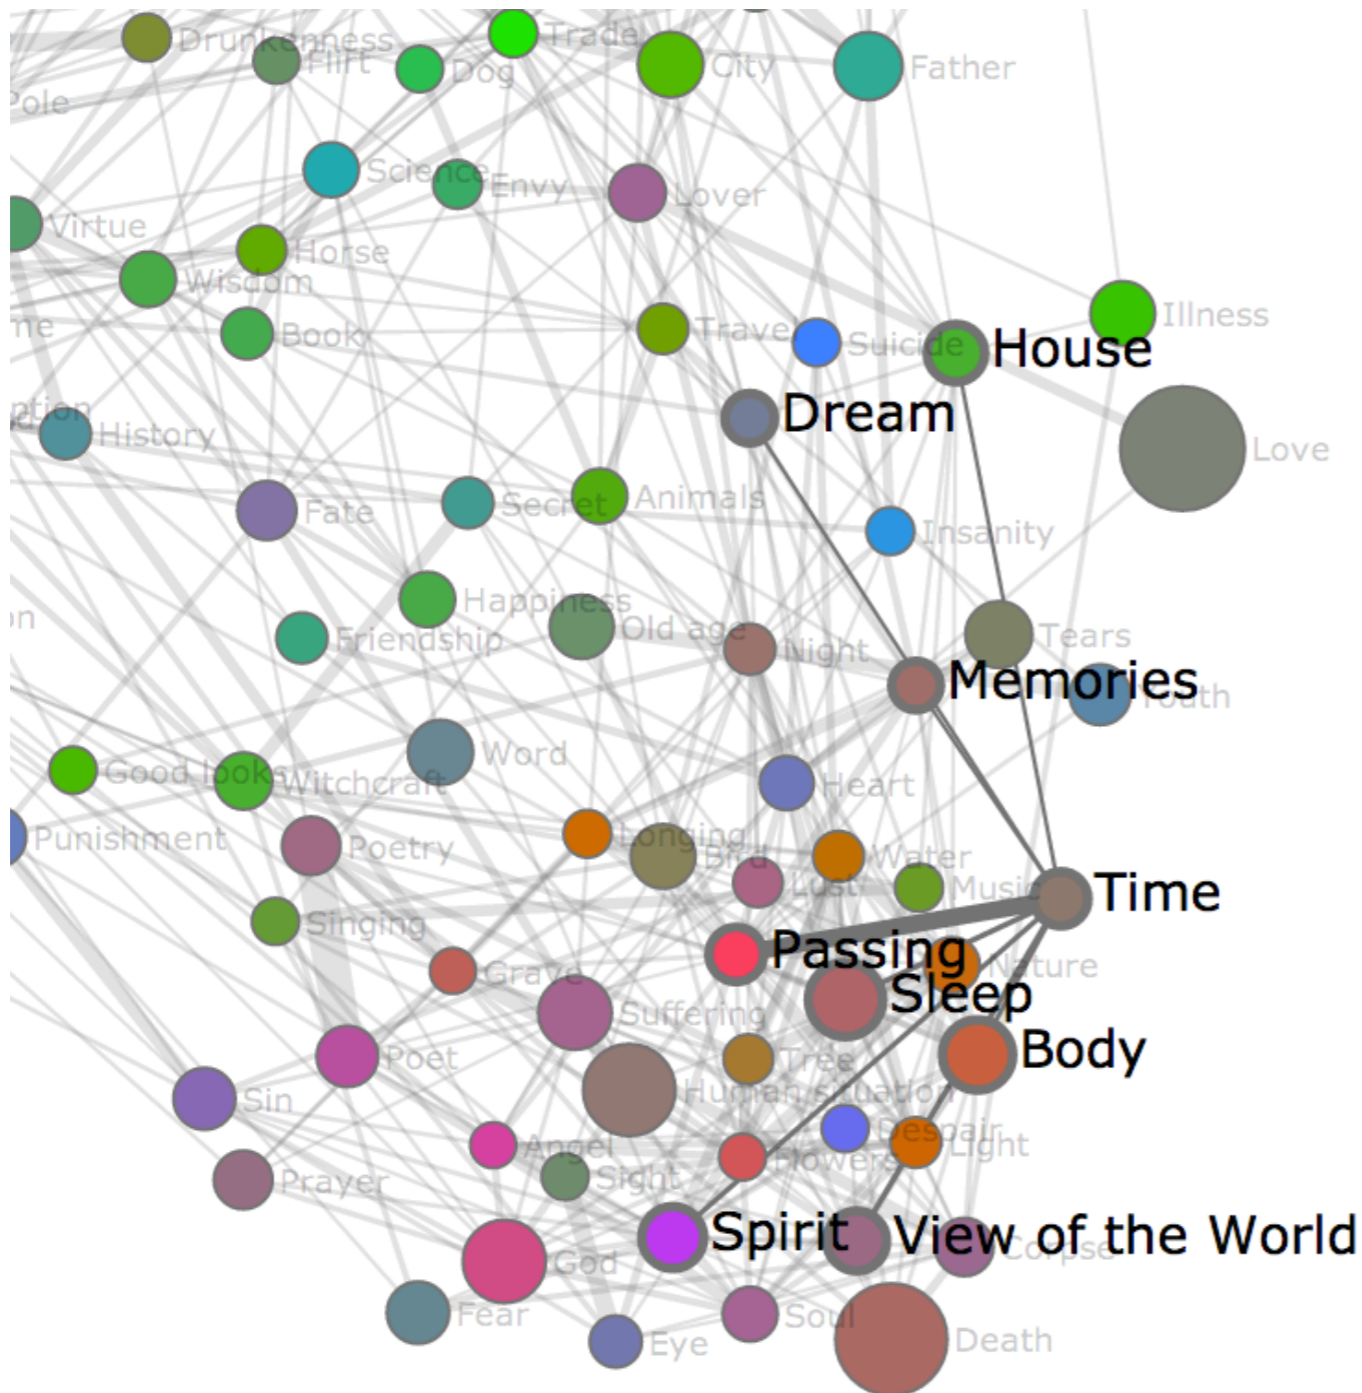 Drunkenness
Trade
Flirt
Dog
City
Father
Pole
Science
Envy
Lover
Virtue
Horse
Wisdom
me
Book
Travel
Suicide
House
Illness
Dream
ption
History
Love
Fate
Secret
Animals
Insanity
Happiness
on
Friendship
Old age
Night
Tears
Memories
Youth
Word
Good looks
Witchcraft
Heart
Punishment
Poetry
Longing
Bird
Water
Lust
Music
Time
Singing
Passing
Grave
Nature
Sleep
Suffering
Body
Poet
Tree
Human situation
Sin
Despair
Light
Angel
Flowers
Prayer
Sight
Spirit
View of the World
Corpse
God
Fear
Soul
Eye
Death